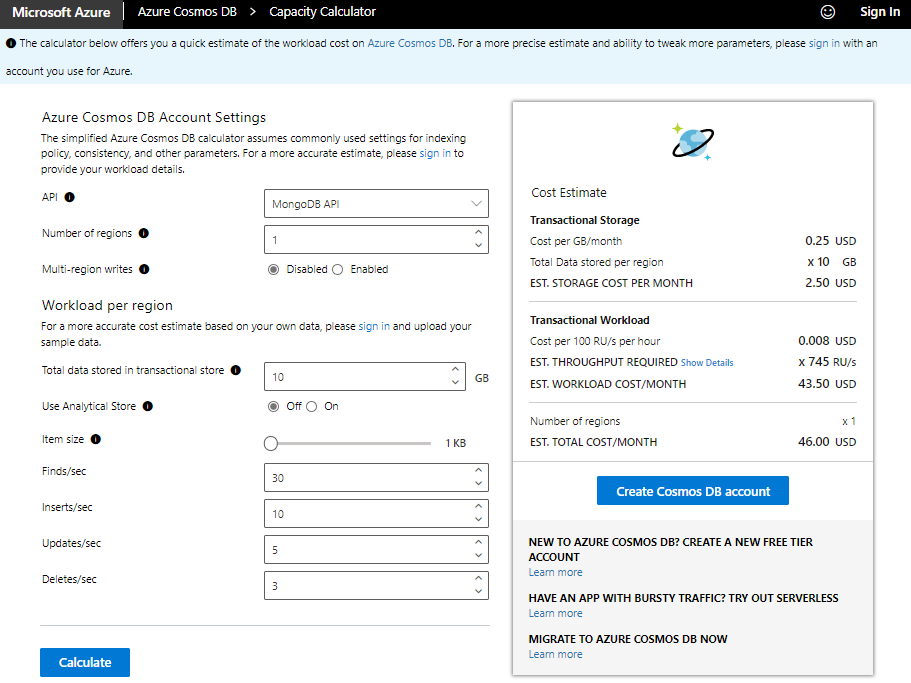 Microsoft Azure
Azure Cosmos DB > Capacity Calculator
Sign In
The calculator below offers you a quick estimate of the workload cost on Azure Cosmos DB. For a more precise estimate and ability to tweak more parameters, please sign in with an
account you use for Azure.
Azure Cosmos DB Account Settings
The simplified Azure Cosmos DB calculator assumes commonly used settings for indexing
policy, consistency, and other parameters. For a more accurate estimate, please sign in to
provide your workload details.
API
MongoDB API
Number of regions
1
Multi-region writes
Disabled
Enabled
Workload per region
For a more accurate cost estimate based on your own data, please sign in and upload your
sample data.
Total data stored in transactional store
10
GB
Use Analytical Store
Off
On
Item size
1 KB
Finds/sec
30
Inserts/sec
10
Updates/sec
5
Deletes/sec
3
Calculate
Cost Estimate
Transactional Storage
Cost per GB/month 0.25 USD
Total Data stored per region x 10 GB
EST. STORAGE COST PER MONTH 2.50 USD
Transactional Workload
Cost per 100 RU/s per hour 0.008 USD
EST. THROUGHPUT REQUIRED Show Details x 745 RU/s
EST. WORKLOAD COST/MONTH 43.50 USD
Number of regions x 1
EST. TOTAL COST/MONTH 46.00 USD
Create Cosmos DB account
NEW TO AZURE COSMOS DB? CREATE A NEW FREE TIER
ACCOUNT
Learn more
HAVE AN APP WITH BURSTY TRAFFIC? TRY OUT SERVERLESS
Learn more
MIGRATE TO AZURE COSMOS DB NOW
Learn more